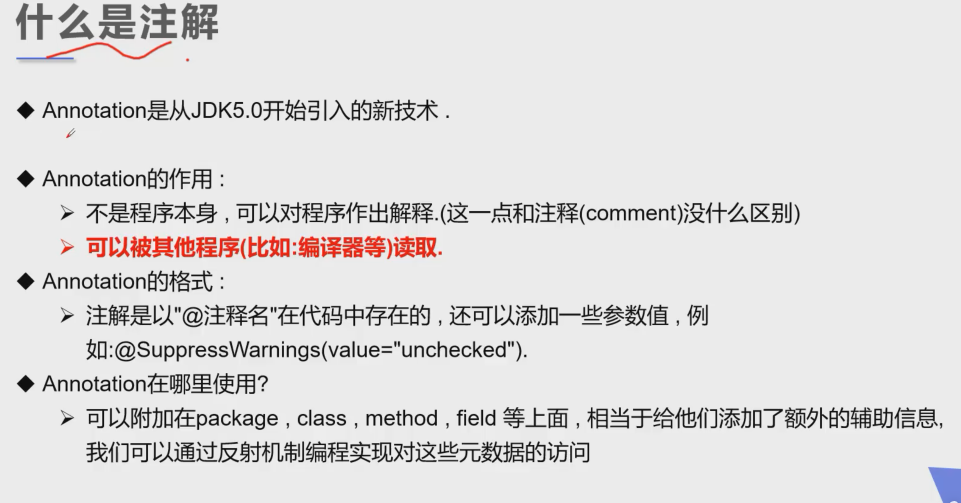 什么是注解
◆ Annotation是从JDK5.0开始引入的新技术 .
◆ Annotation的作用 :
➢ 不是程序本身 , 可以对程序作出解释.(这一点和注释(comment)没什么区别)
➢ 可以被其他程序(比如:编译器等)读取.
◆ Annotation的格式 :
➢ 注解是以"@注释名"在代码中存在的 , 还可以添加一些参数值 , 例
如:@SuppressWarnings(value="unchecked").
◆ Annotation在哪里使用?
➢ 可以附加在package , class , method , field 等上面 , 相当于给他们添加了额外的辅助信息,
我们可以通过反射机制编程实现对这些元数据的访问